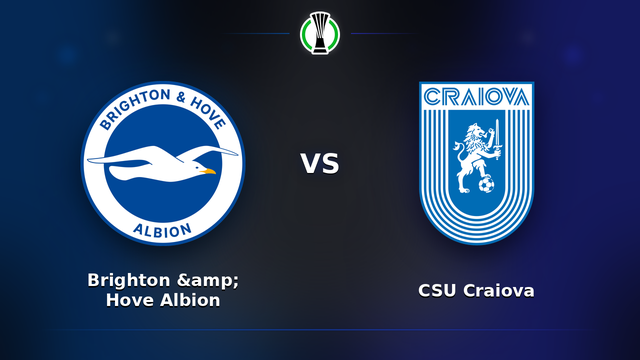 BRIGHTON & HOVE
ALBION
CRAIOVA
VS
Brighton &amp;
Hove Albion
CSU Craiova